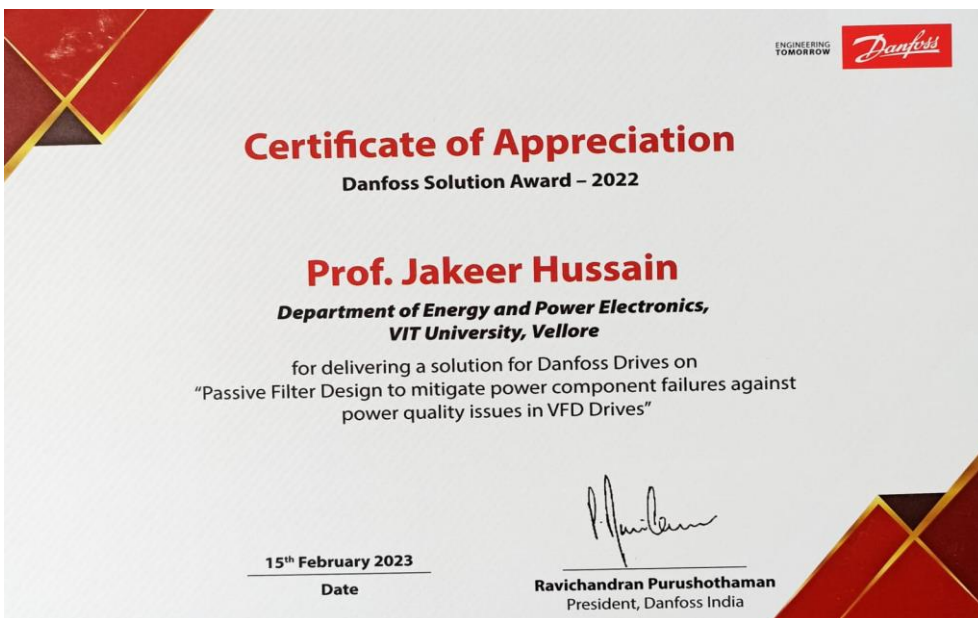 ENGINEERING
TOMORROW
Danfoss
Certificate of Appreciation
Danfoss Solution Award – 2022
Prof. Jakeer Hussain
Department of Energy and Power Electronics,
VIT University, Vellore
for delivering a solution for Danfoss Drives on
“Passive Filter Design to mitigate power component failures against
power quality issues in VFD Drives”
15th February 2023
Date
Ravichandran Purushothaman
President, Danfoss India